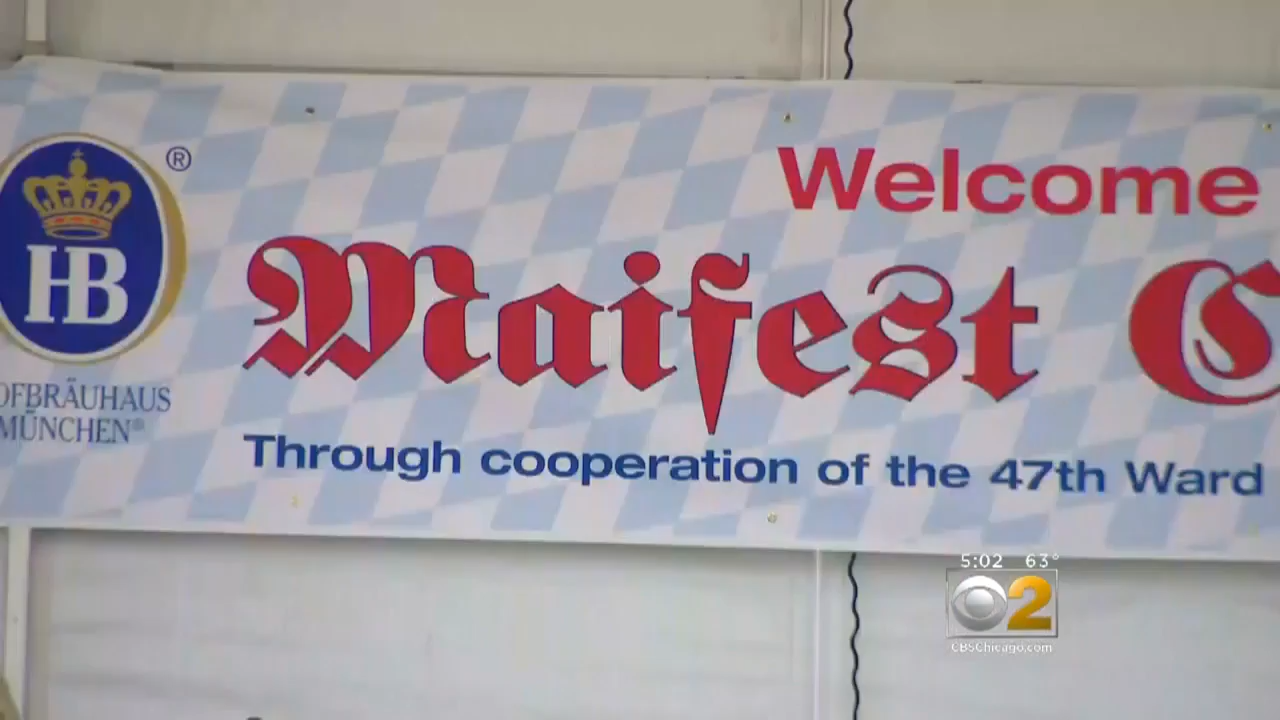 Welcome
Maifest C
Through cooperation of the 47th Ward
HB
®
OFBRÄUHAUS
MÜNCHEN®
5:02 63°
2
CBSChicago.com